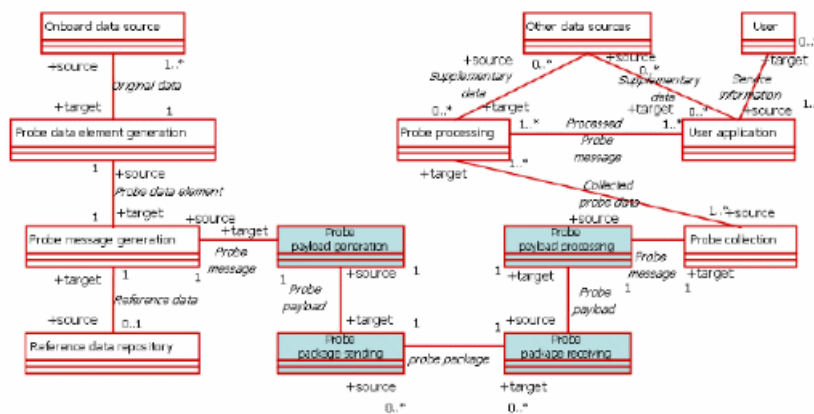 Onboard data source
Other data sources
User
+source
1..*
+source
0..*
+source
0..*
0..*
+target
Original data
Supplementary
data
Supplementary
data
Service
information
+target
1
0..*
+target
+target
0..*
+source
Probe data element generation
Probe processing
1..*
Processed
1..*
User application
1..
1
+source
+target
1..*
Probe
message
Probe data element
Collected
probe data
1
+target
+source
+target
+source
1..*
+source
Probe message generation
Probe
payload generation
Probe
payload processing
Probe collection
+target
1
Probe
message
1
1
+source
1
1
+target
Probe
message
+target
1
1
Reference data
Probe
payload
Probe
payload
+source
0..1
+target
1
1
+source
Reference data repository
Probe
package sending
probe package
Probe
package receiving
+source
+target
0..*
0..*